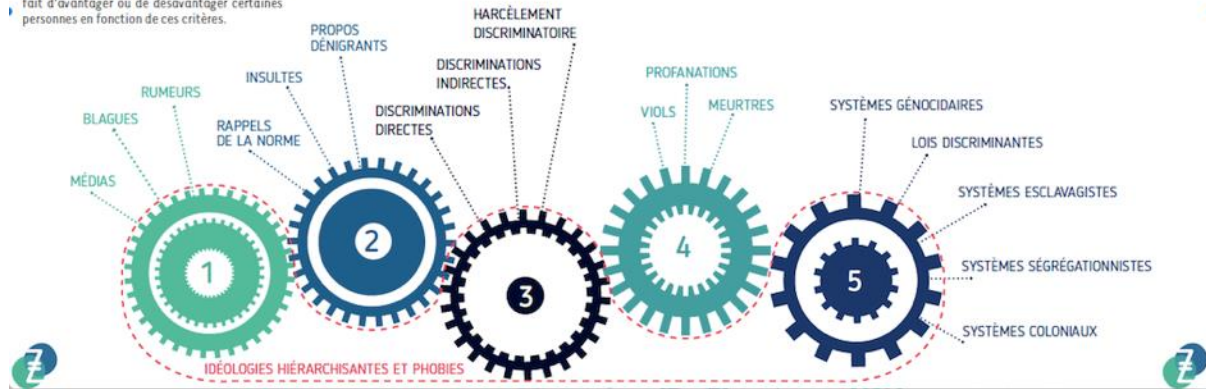 fait d'avantager ou de désavantager certaines
personnes en fonction de ces critères.
MÉDIAS
BLAGUES
RUMEURS
1
RAPPELS
DE LA NORME
INSULTES
PROPOS
DÉNIGRANTS
2
DISCRIMINATIONS
DIRECTES
DISCRIMINATIONS
INDIRECTES
HARCÈLEMENT
DISCRIMINATOIRE
3
VIOLS
PROFANATIONS
MEURTRES
4
SYSTÈMES GÉNOCIDAIRES
LOIS DISCRIMINANTES
SYSTÈMES ESCLAVAGISTES
SYSTÈMES SÉGRÉGATIONNISTES
SYSTÈMES COLONIAUX
5
IDÉOLOGIES HIÉRARCHISANTES ET PHOBIES